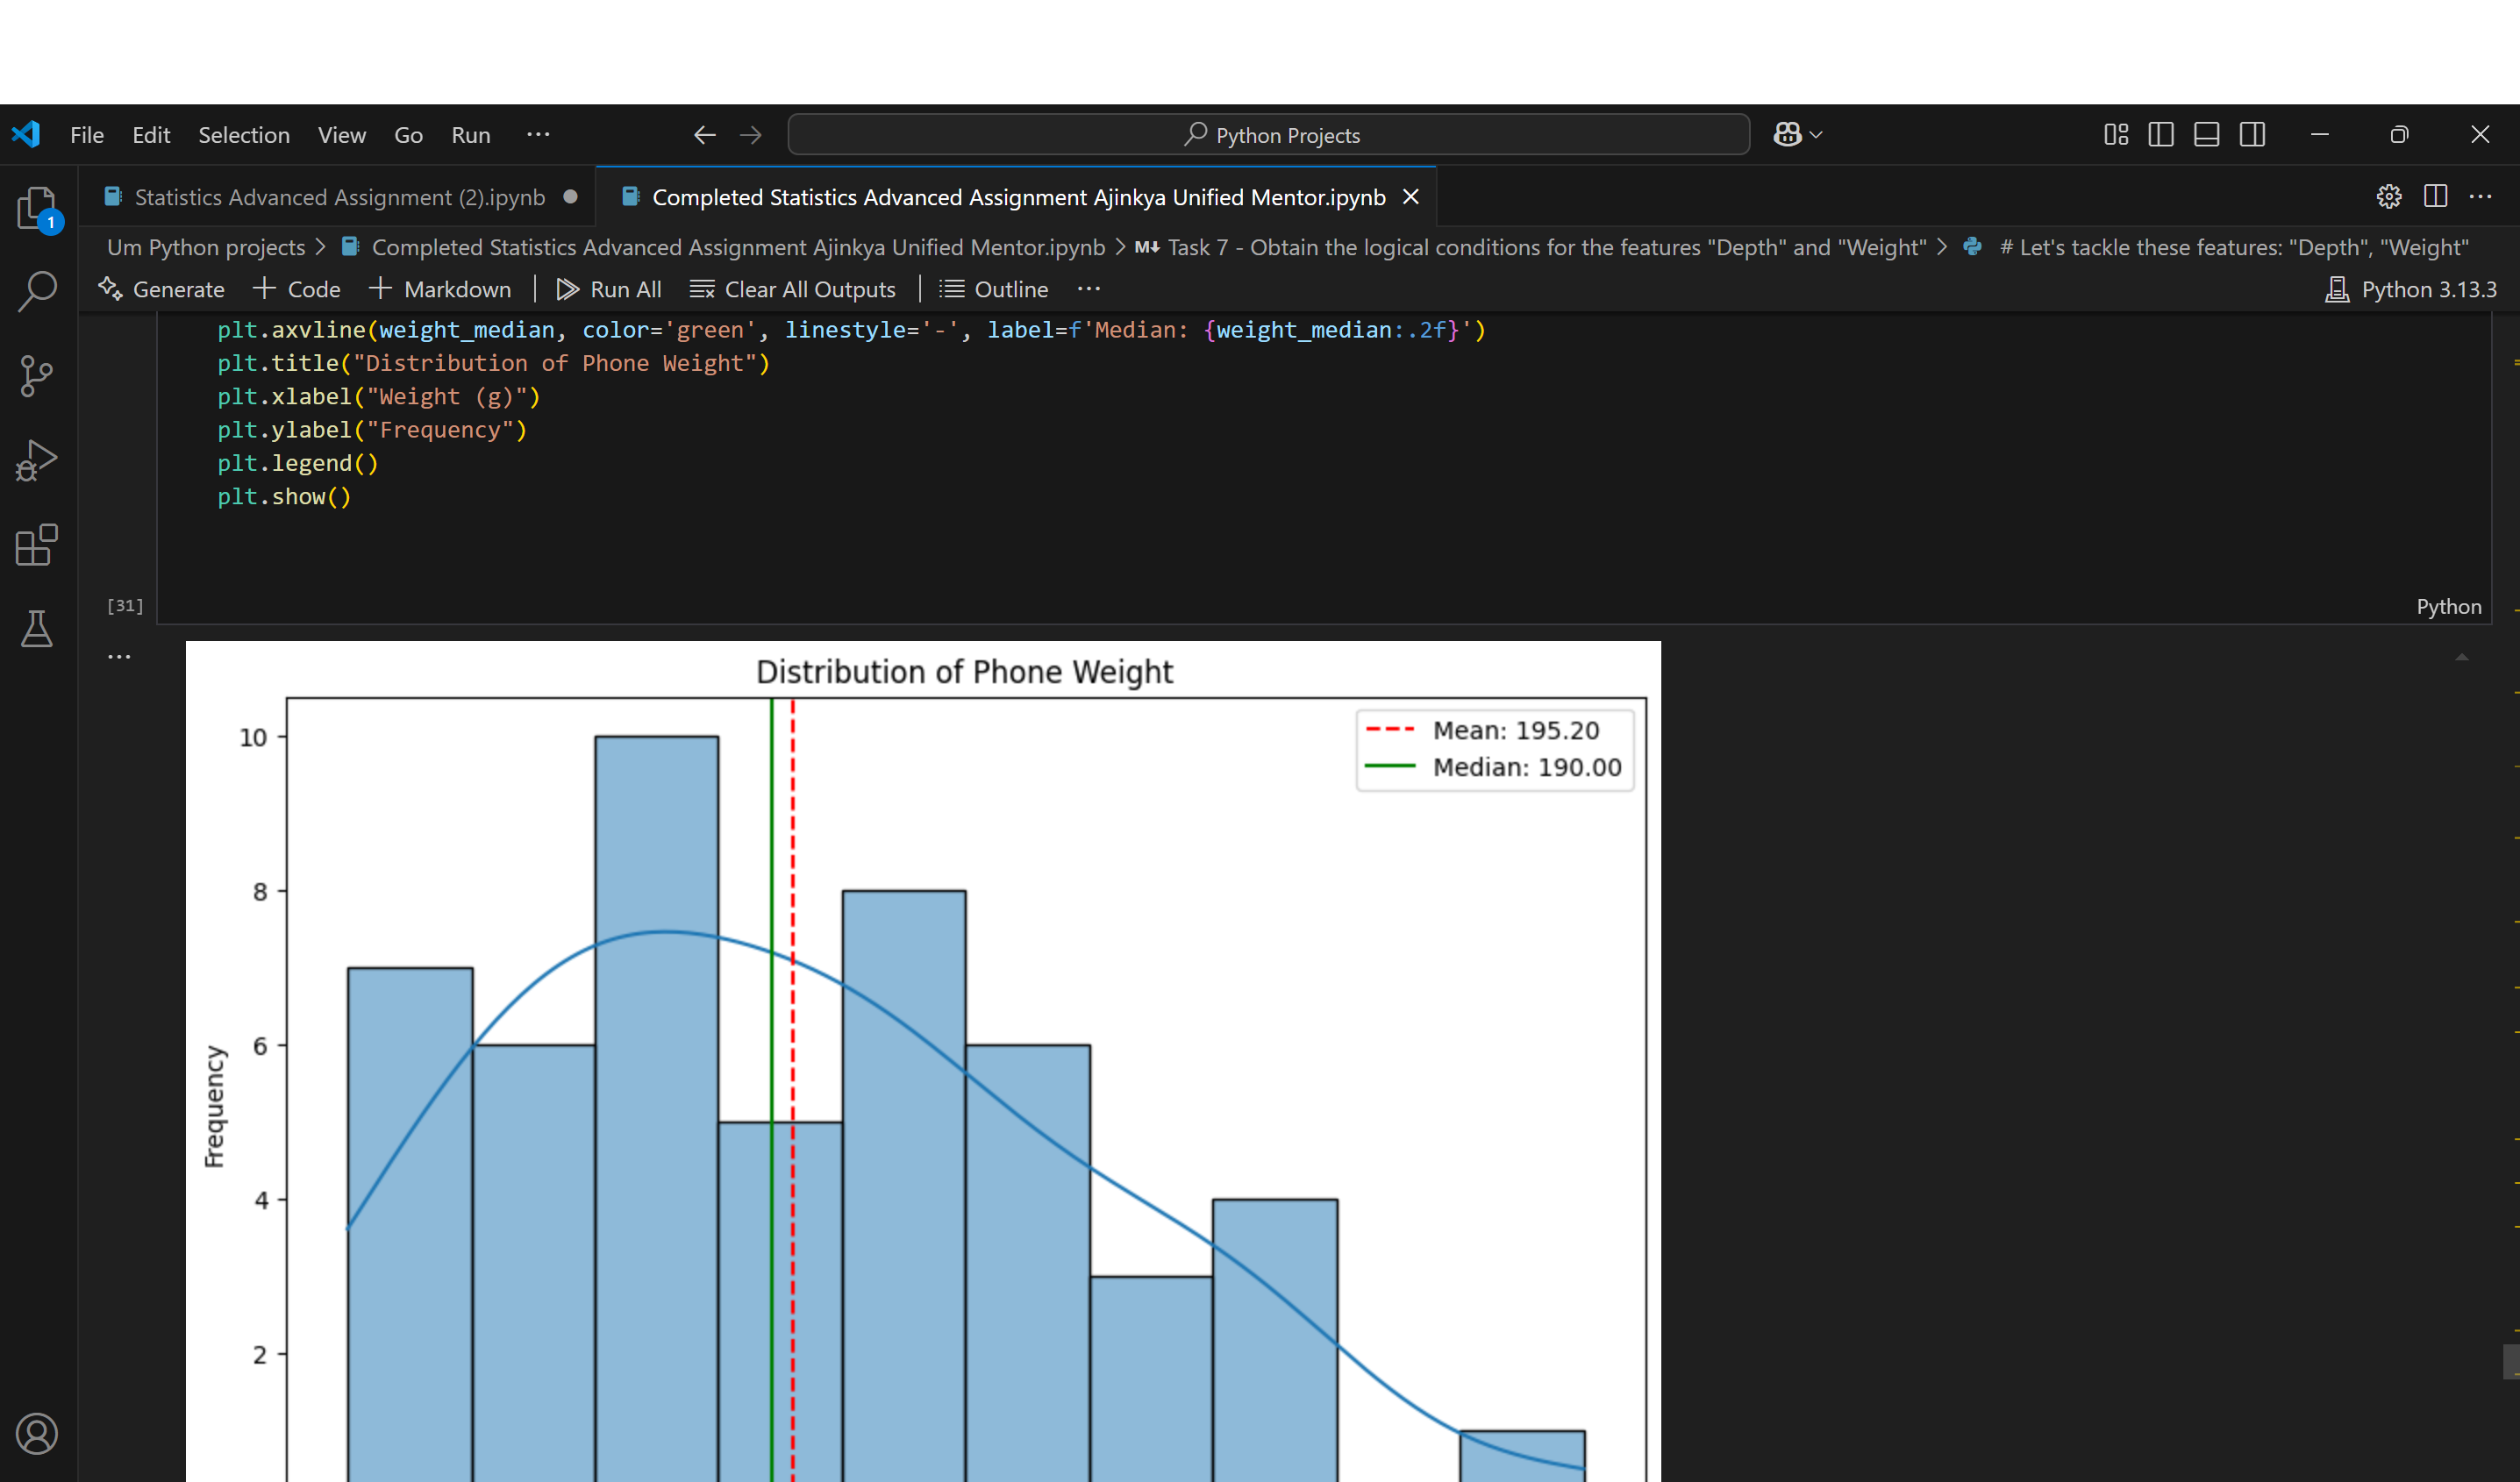 File Edit Selection View Go Run ...
Python Projects
Statistics Advanced Assignment (2).ipynb
Completed Statistics Advanced Assignment Ajinkya Unified Mentor.ipynb
1
Um Python projects > Completed Statistics Advanced Assignment Ajinkya Unified Mentor.ipynb > M↓ Task 7 - Obtain the logical conditions for the features "Depth" and "Weight" > # Let's tackle these features: "Depth", "Weight"
Generate + Code + Markdown | Run All Clear All Outputs | Outline ... Python 3.13.3
plt.axvline(weight_median, color='green', linestyle='-', label=f'Median: {weight_median:.2f}')
plt.title("Distribution of Phone Weight")
plt.xlabel("Weight (g)")
plt.ylabel("Frequency")
plt.legend()
plt.show()
[31]
Python
...
Distribution of Phone Weight
Mean: 195.20
Median: 190.00
Frequency
10
8
6
4
2